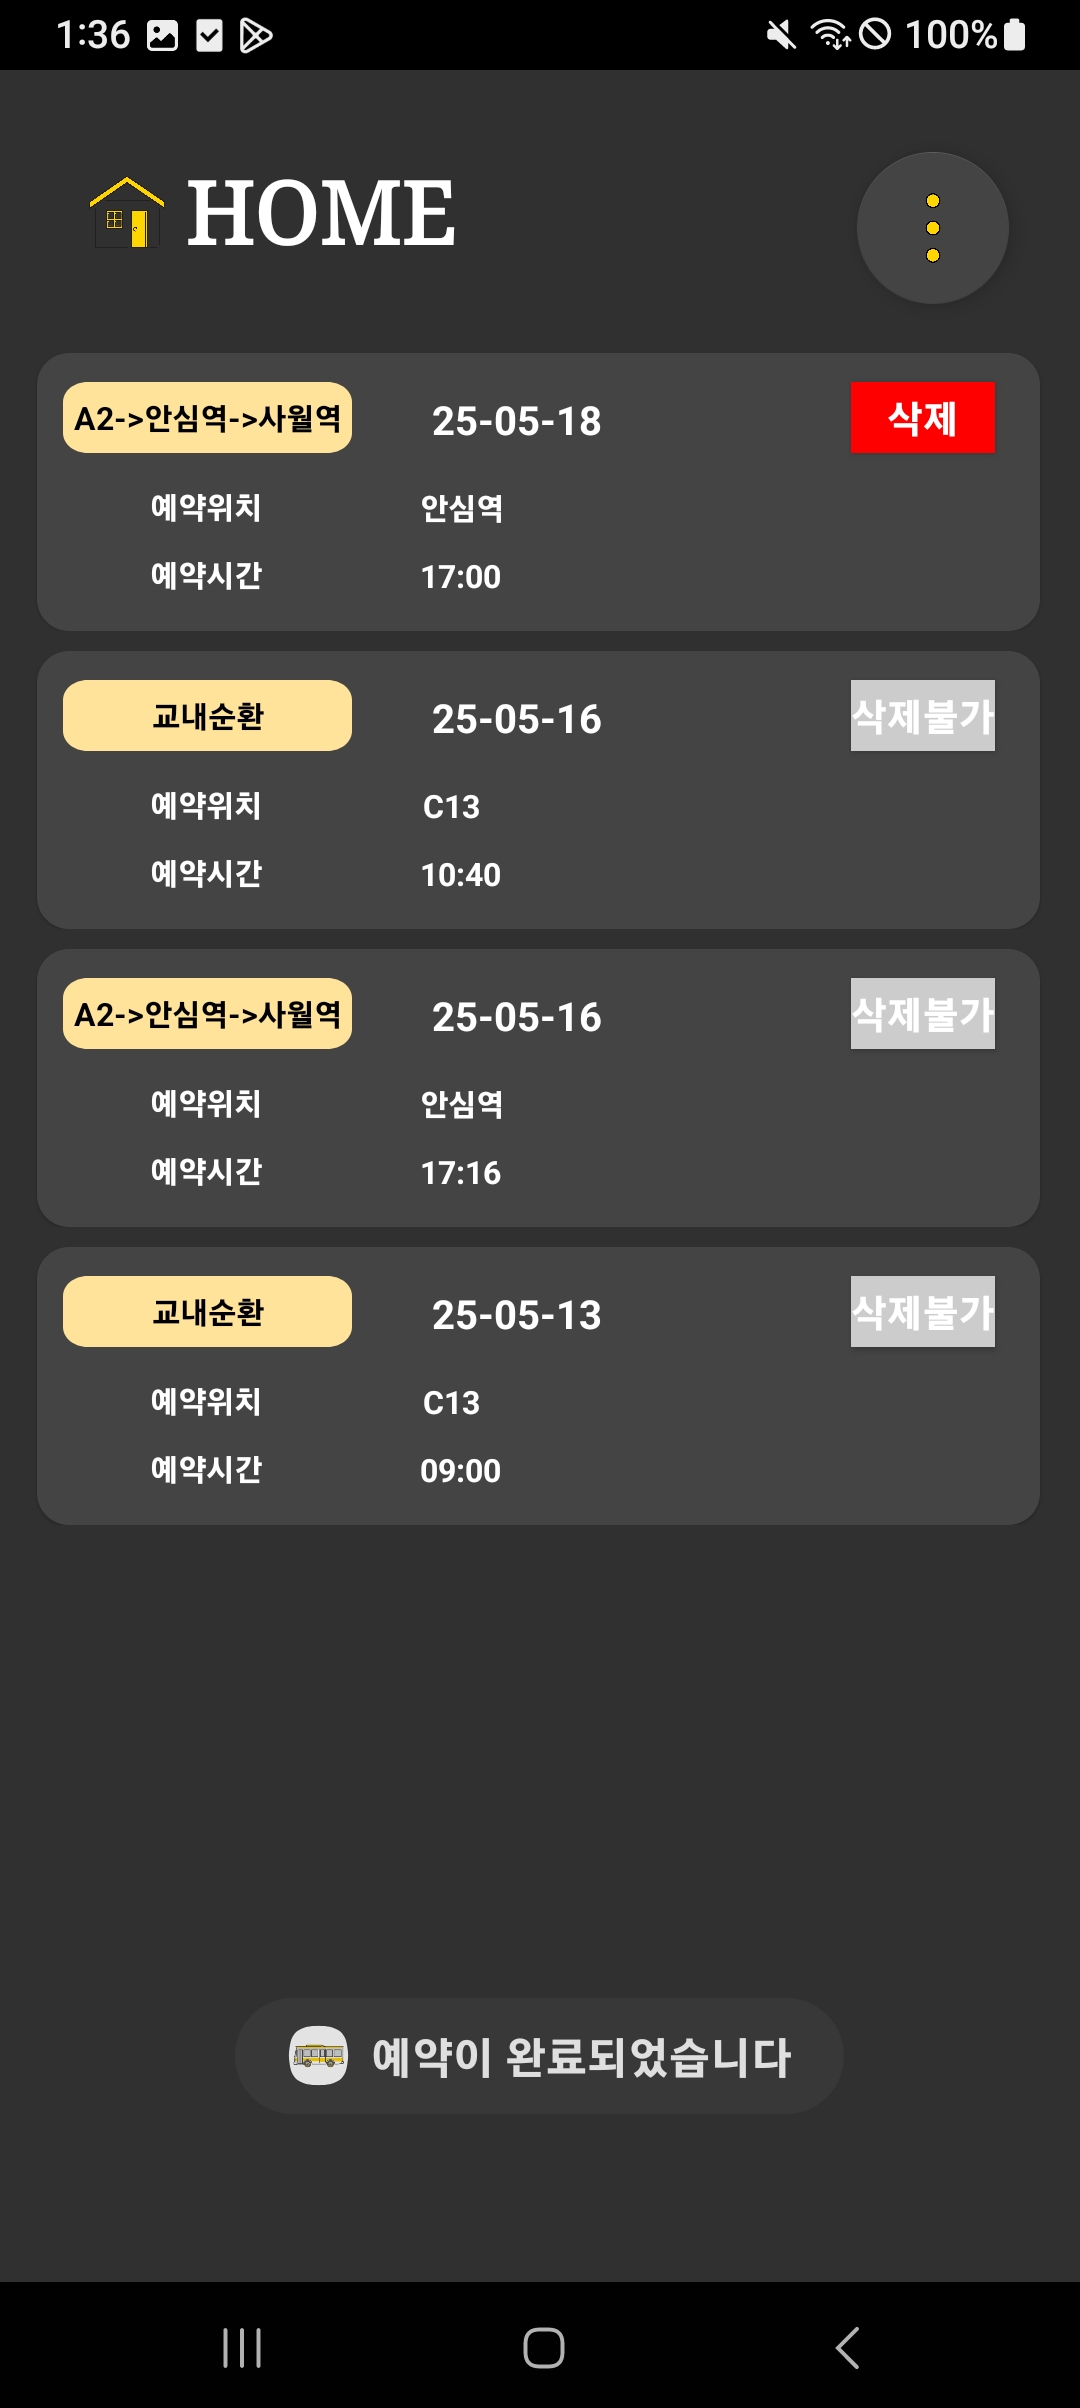 1:36 100%
HOME
A2->안심역->사월역 25-05-18 삭제
예약위치 안심역
예약시간 17:00
교내순환 25-05-16 삭제불가
예약위치 C13
예약시간 10:40
A2->안심역->사월역 25-05-16 삭제불가
예약위치 안심역
예약시간 17:16
교내순환 25-05-13 삭제불가
예약위치 C13
예약시간 09:00
예약이 완료되었습니다